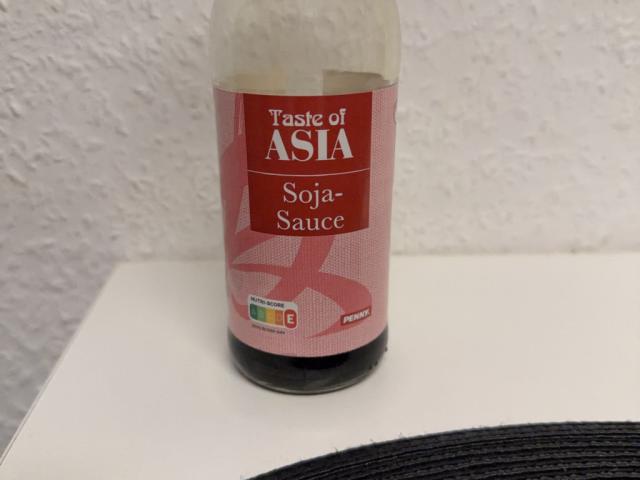 Taste of
ASIA
Soja-
Sauce
NUTRI-SCORE
E
PENNY.